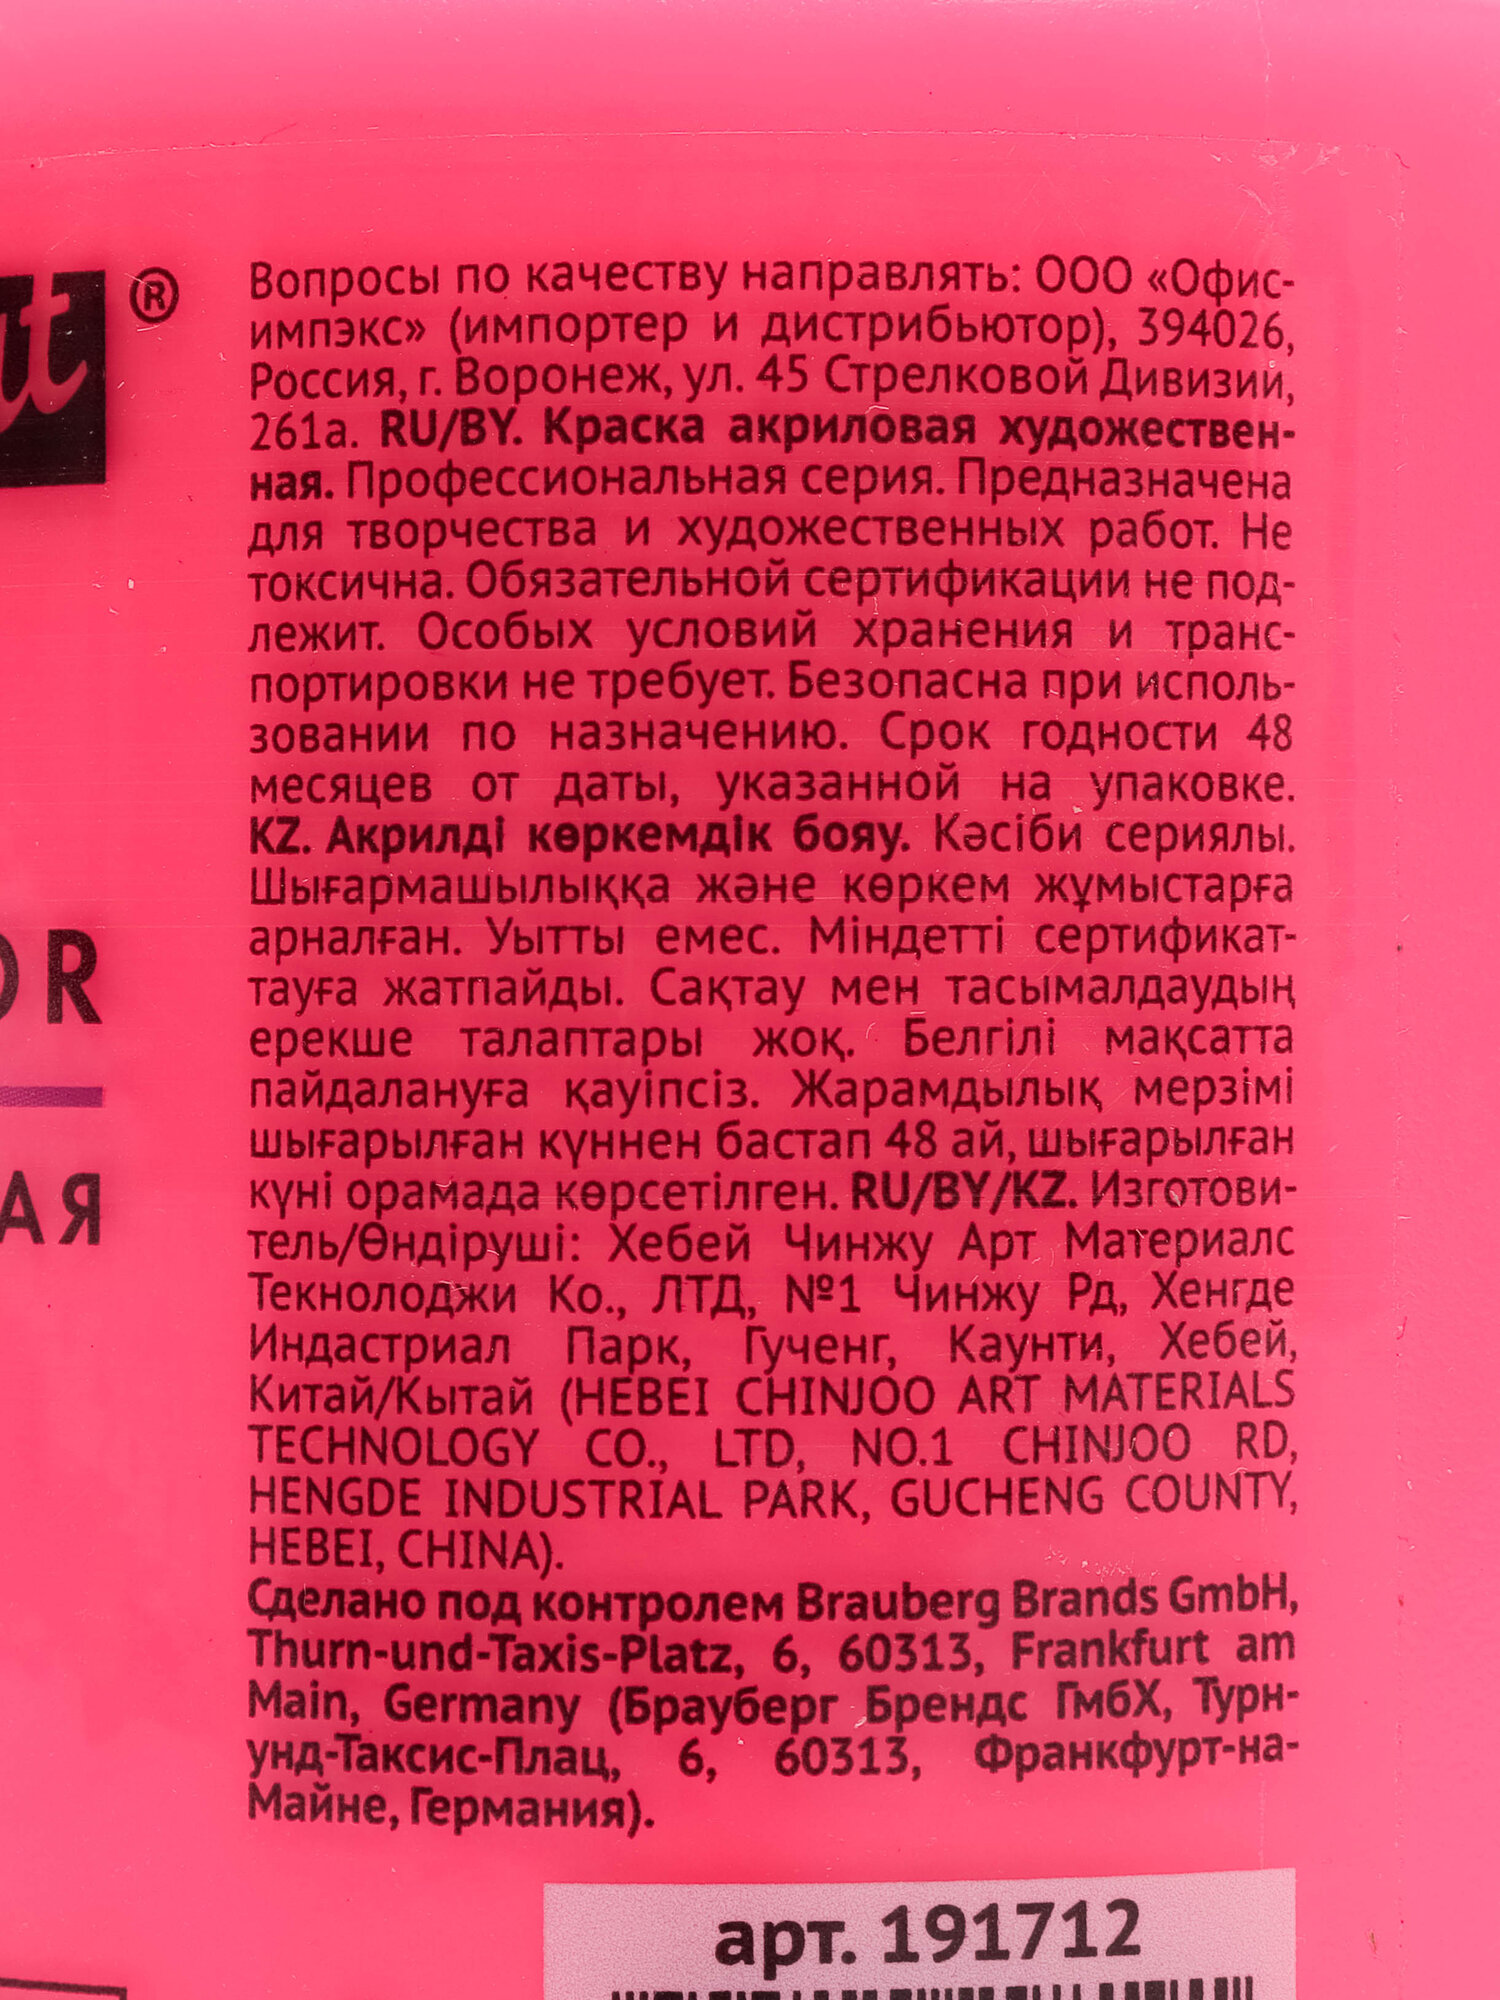 Вопросы по качеству направлять: ООО «Офис-
импэкс» (импортер и дистрибьютор), 394026,
Россия, г. Воронеж, ул. 45 Стрелковой Дивизии,
261а. RU/BY. Краска акриловая художествен-
ная. Профессиональная серия. Предназначена
для творчества и художественных работ. Не
токсична. Обязательной сертификации не под-
лежит. Особых условий хранения и транс-
портировки не требует. Безопасна при исполь-
зовании по назначению. Срок годности 48
месяцев от даты, указанной на упаковке.
KZ. Акрилді көркемдік бояу. Кәсіби сериялы.
Шығармашылыққа және көркем жұмыстарға
арналған. Уытты емес. Міндетті сертификат-
тауға жатпайды. Сақтау мен тасымалдаудың
ерекше талаптары жоқ. Белгілі мақсатта
пайдалануға қауіпсіз. Жарамдылық мерзімі
шығарылған күннен бастап 48 ай, шығарылған
күні орамада көрсетілген. RU/BY/KZ. Изготови-
тель/Өндіруші: Хебей Чинжу Арт Материалс
Текнолоджи Ко., ЛТД, №1 Чинжу Рд, Хенгде
Индастриал Парк, Гученг, Каунти, Хебей,
Китай/Кытай (HEBEI CHINJOO ART MATERIALS
TECHNOLOGY CO., LTD, NO.1 CHINJOO RD,
HENGDE INDUSTRIAL PARK, GUCHENG COUNTY,
HEBEI, CHINA).
Сделано под контролем Brauberg Brands GmbH,
Thurn-und-Taxis-Platz, 6, 60313, Frankfurt am
Main, Germany (Брауберг Брендс ГмбХ, Турн-
унд-Таксис-Плац, 6, 60313, Франкфурт-на-
Майне, Германия).
арт. 191712